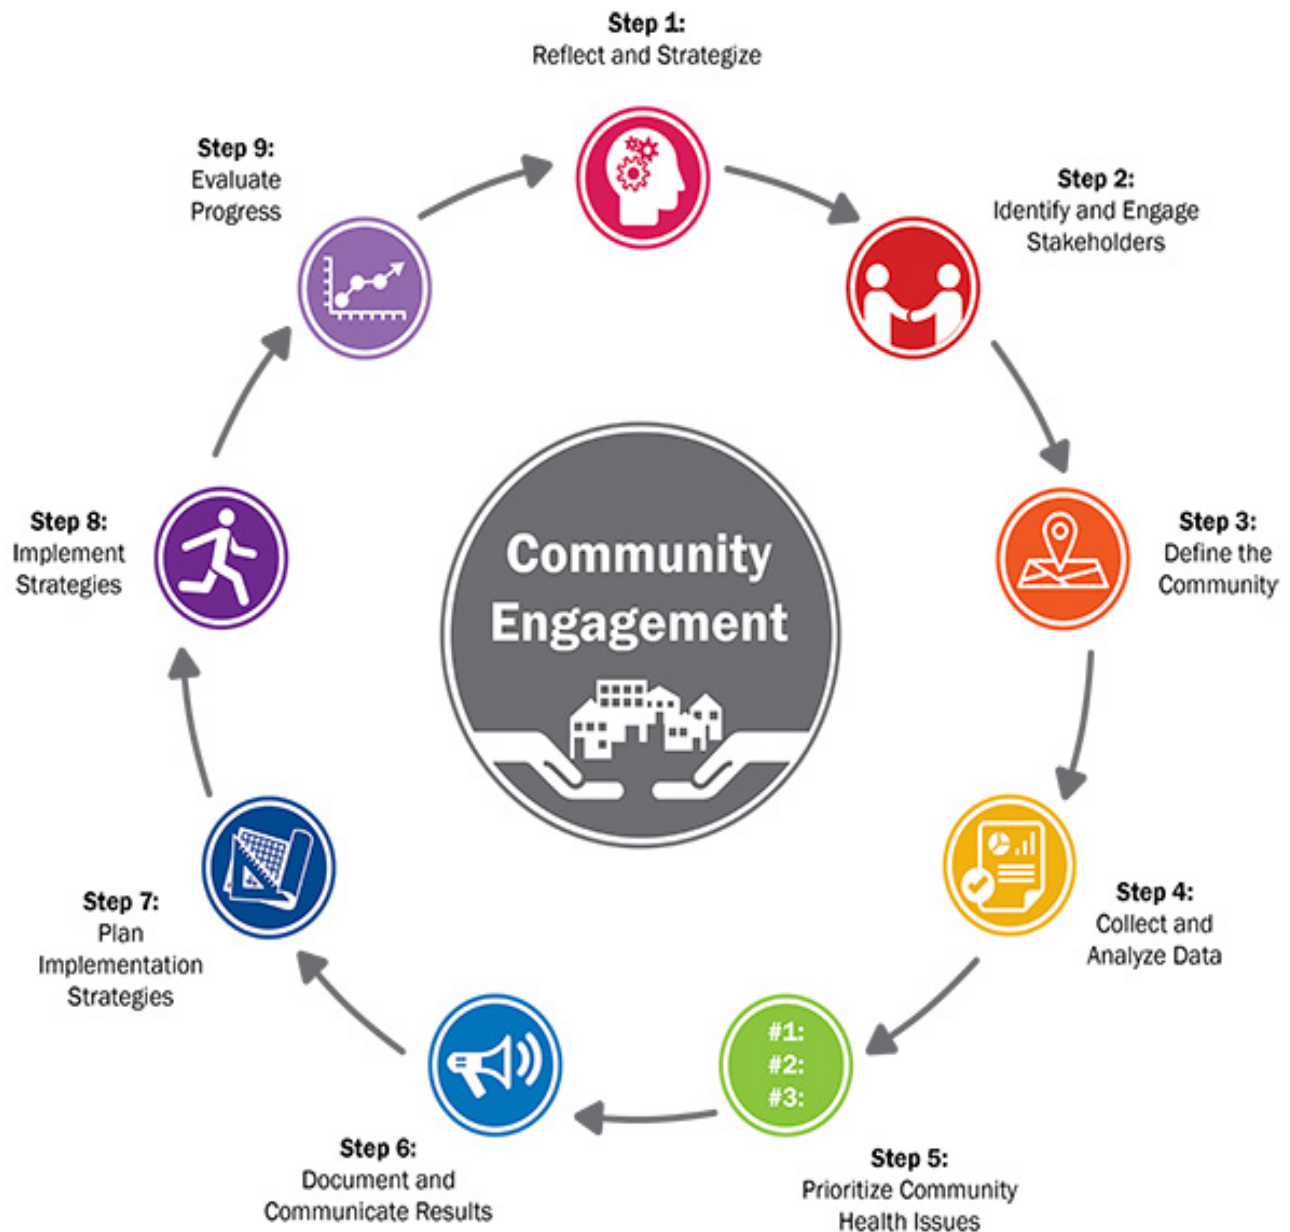 Step 1:
Reflect and Strategize
Step 2:
Identify and Engage
Stakeholders
Step 3:
Define the
Community
Step 4:
Collect and
Analyze Data
#1:
#2:
#3:
Step 5:
Prioritize Community
Health Issues
Step 6:
Document and
Communicate Results
Step 7:
Plan
Implementation
Strategies
Step 8:
Implement
Strategies
Step 9:
Evaluate
Progress
Community
Engagement